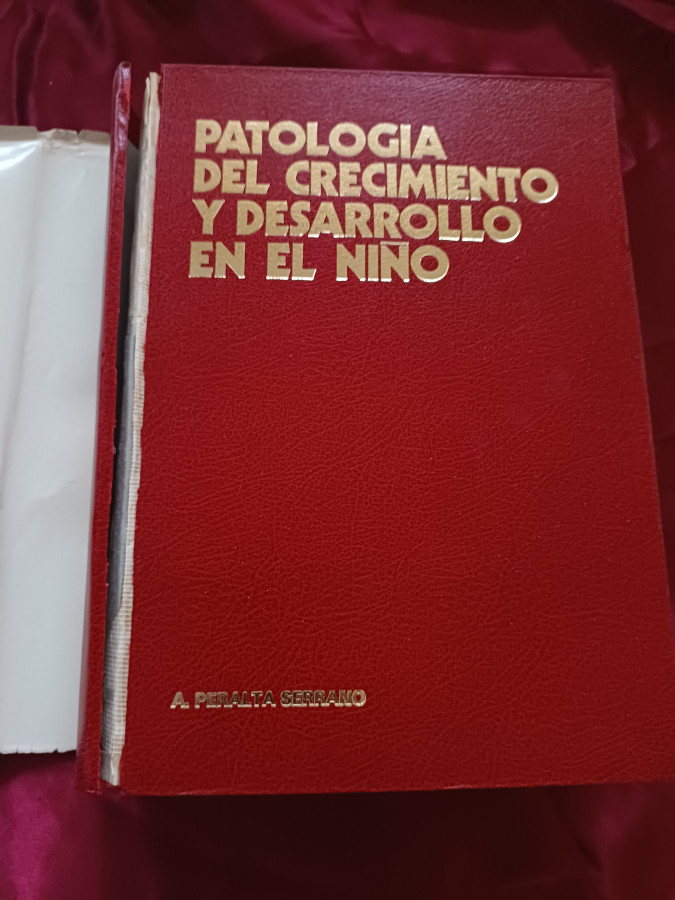 PATOLOGIA
DEL CRECIMIENTO
Y DESARROLLO
EN EL NIÑO
A. PERALTA SERRANO